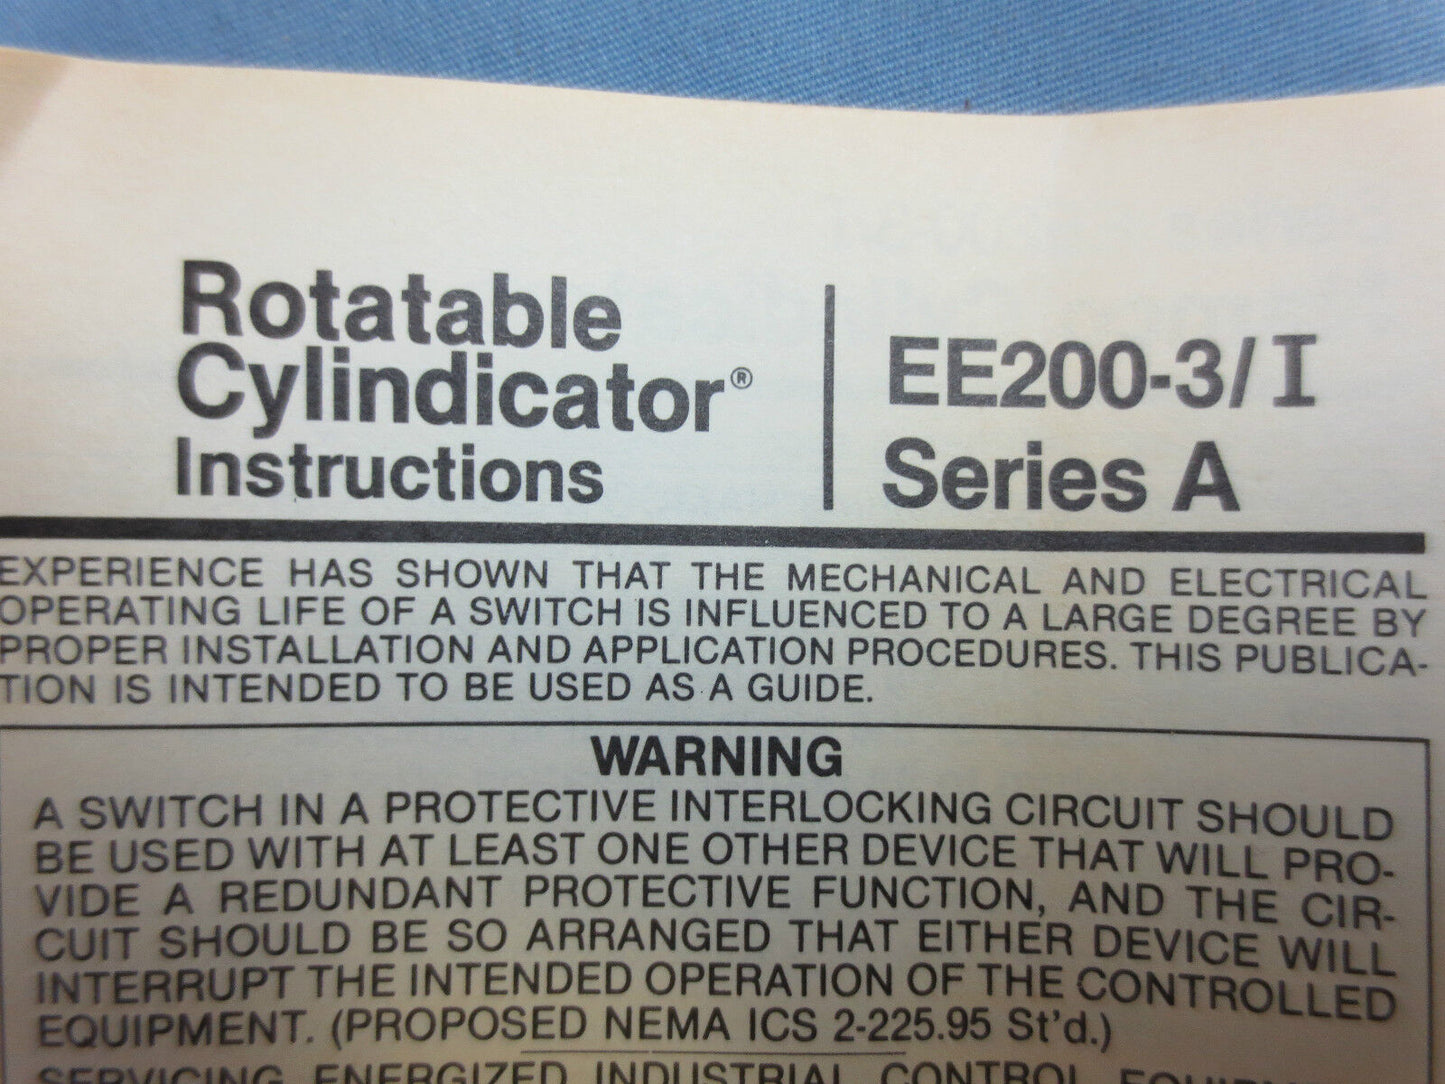 Rotatable
Cylindicator®
Instructions
EE200-3/I
Series A
EXPERIENCE HAS SHOWN THAT THE MECHANICAL AND ELECTRICAL
OPERATING LIFE OF A SWITCH IS INFLUENCED TO A LARGE DEGREE BY
PROPER INSTALLATION AND APPLICATION PROCEDURES. THIS PUBLICA-
TION IS INTENDED TO BE USED AS A GUIDE.
WARNING
A SWITCH IN A PROTECTIVE INTERLOCKING CIRCUIT SHOULD
BE USED WITH AT LEAST ONE OTHER DEVICE THAT WILL PRO-
VIDE A REDUNDANT PROTECTIVE FUNCTION, AND THE CIR-
CUIT SHOULD BE SO ARRANGED THAT EITHER DEVICE WILL
INTERRUPT THE INTENDED OPERATION OF THE CONTROLLED
EQUIPMENT. (PROPOSED NEMA ICS 2-225.95 St'd.)
SERVICING ENERGIZED INDUSTRIAL CONTROL